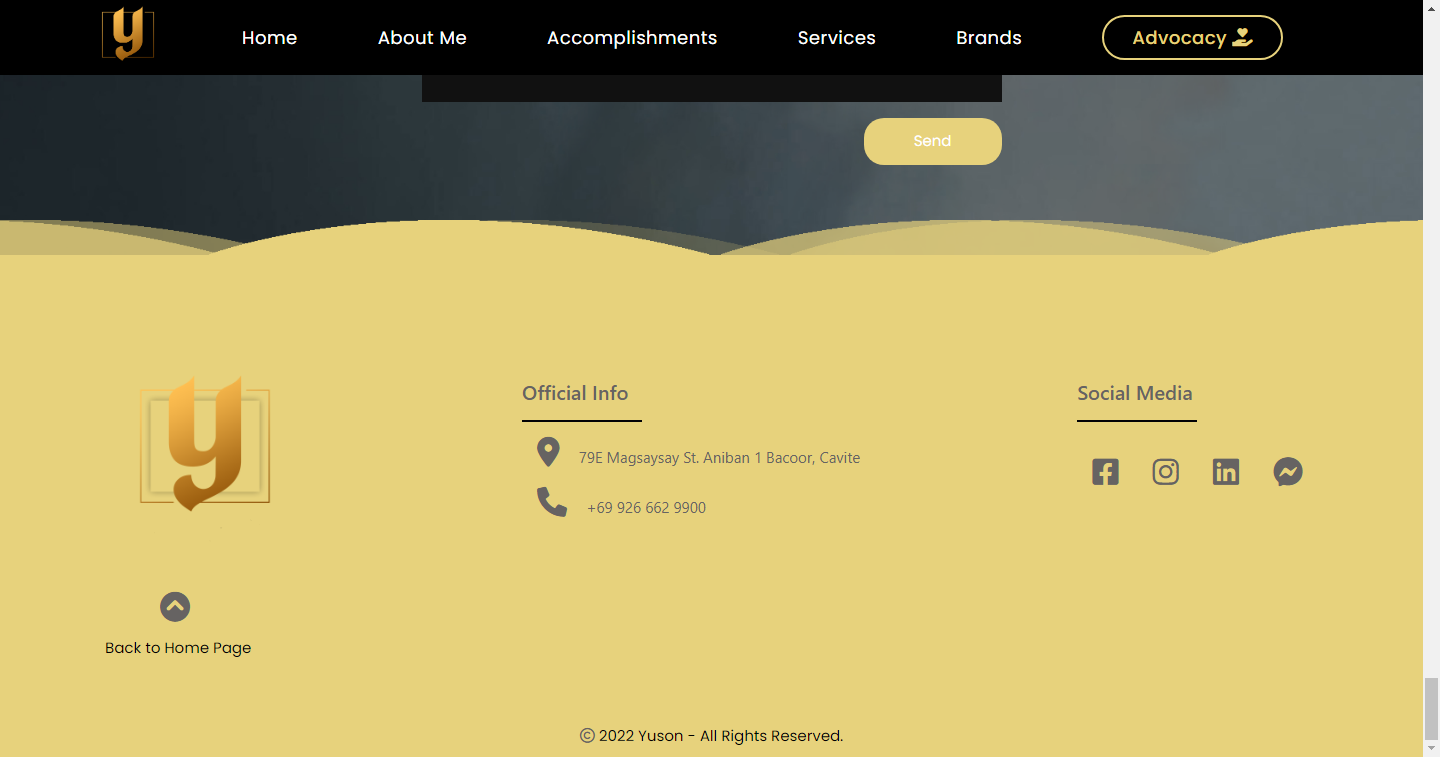 y
Home
About Me
Accomplishments
Services
Brands
Advocacy
Send
y
Official Info
79E Magsaysay St. Aniban 1 Bacoor, Cavite
+69 926 662 9900
Social Media
Back to Home Page
© 2022 Yuson - All Rights Reserved.